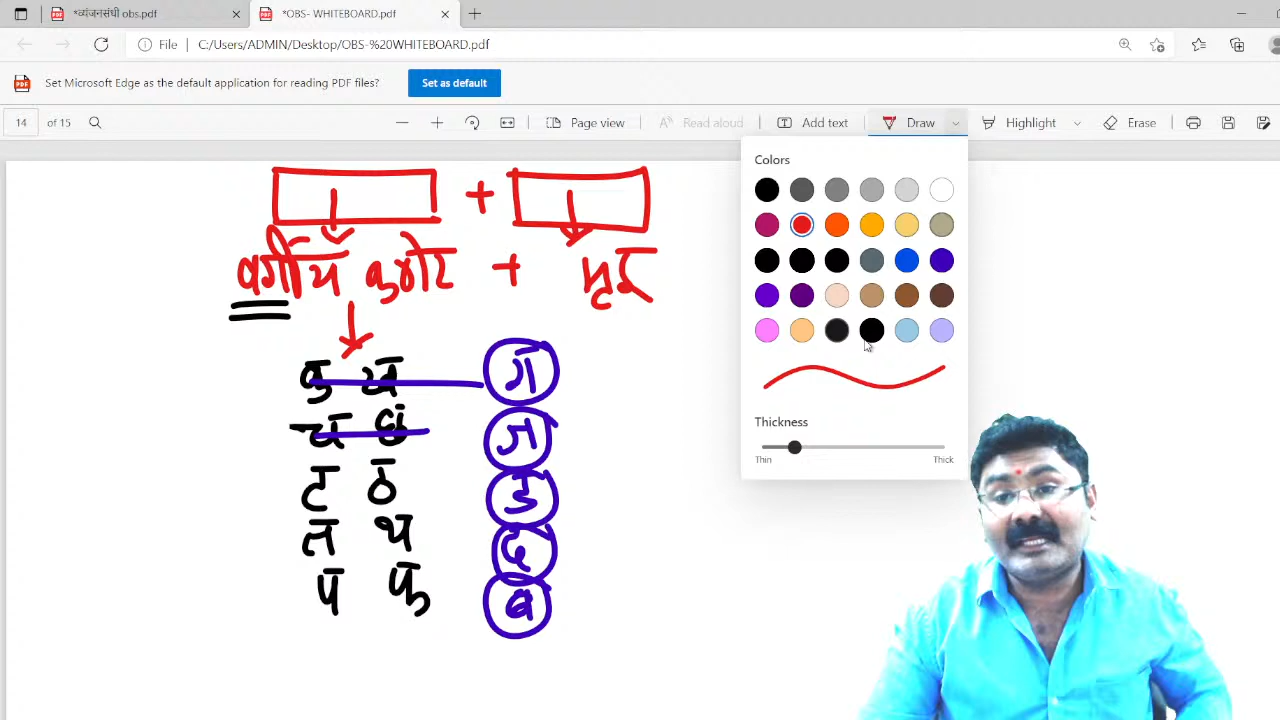 *व्यंजनसंधी obs.pdf
*OBS- WHITEBOARD.pdf
File C:/Users/ADMIN/Desktop/OBS-%20WHITEBOARD.pdf
Set Microsoft Edge as the default application for reading PDF files? Set as default
14 of 15 Page view Read aloud Add text Draw Highlight Erase
Colors
+
वर्गीय कठोर + मृदू
क ख ग
च छ ज
ट ठ ड
त थ द
प फ ब
Thickness
Thin Thick